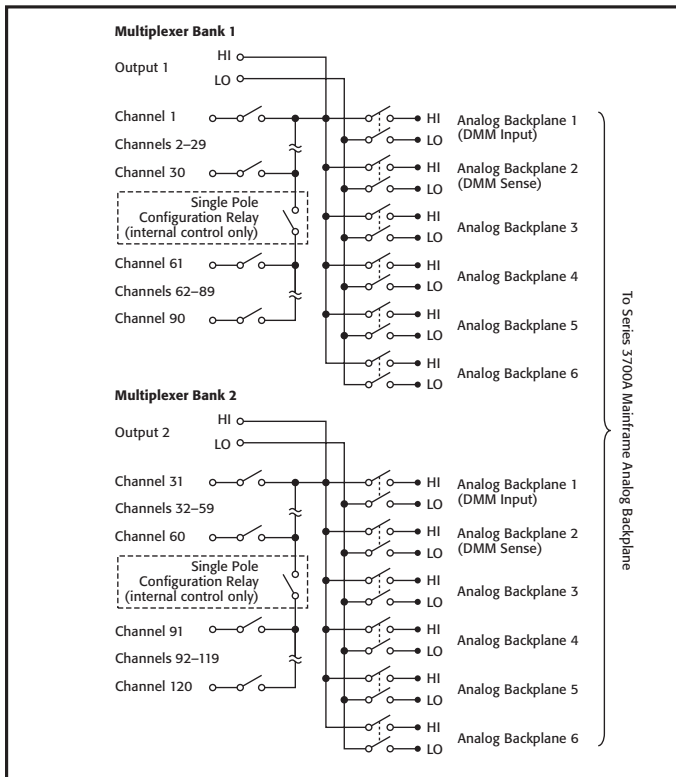 Multiplexer Bank 1
HI
Output 1
LO
Channel 1
HI
Analog Backplane 1
(DMM Input)
LO
Channels 2–29
Channel 30
HI
Analog Backplane 2
(DMM Sense)
LO
Single Pole
Configuration Relay
(internal control only)
HI
Analog Backplane 3
LO
Channel 61
HI
Analog Backplane 4
LO
Channels 62–89
Channel 90
HI
Analog Backplane 5
LO
HI
Analog Backplane 6
LO
Multiplexer Bank 2
HI
Output 2
LO
Channel 31
HI
Analog Backplane 1
(DMM Input)
LO
Channels 32–59
Channel 60
HI
Analog Backplane 2
(DMM Sense)
LO
Single Pole
Configuration Relay
(internal control only)
HI
Analog Backplane 3
LO
Channel 91
HI
Analog Backplane 4
LO
Channels 92–119
Channel 120
HI
Analog Backplane 5
LO
HI
Analog Backplane 6
LO
To Series 3700A Mainframe Analog Backplane